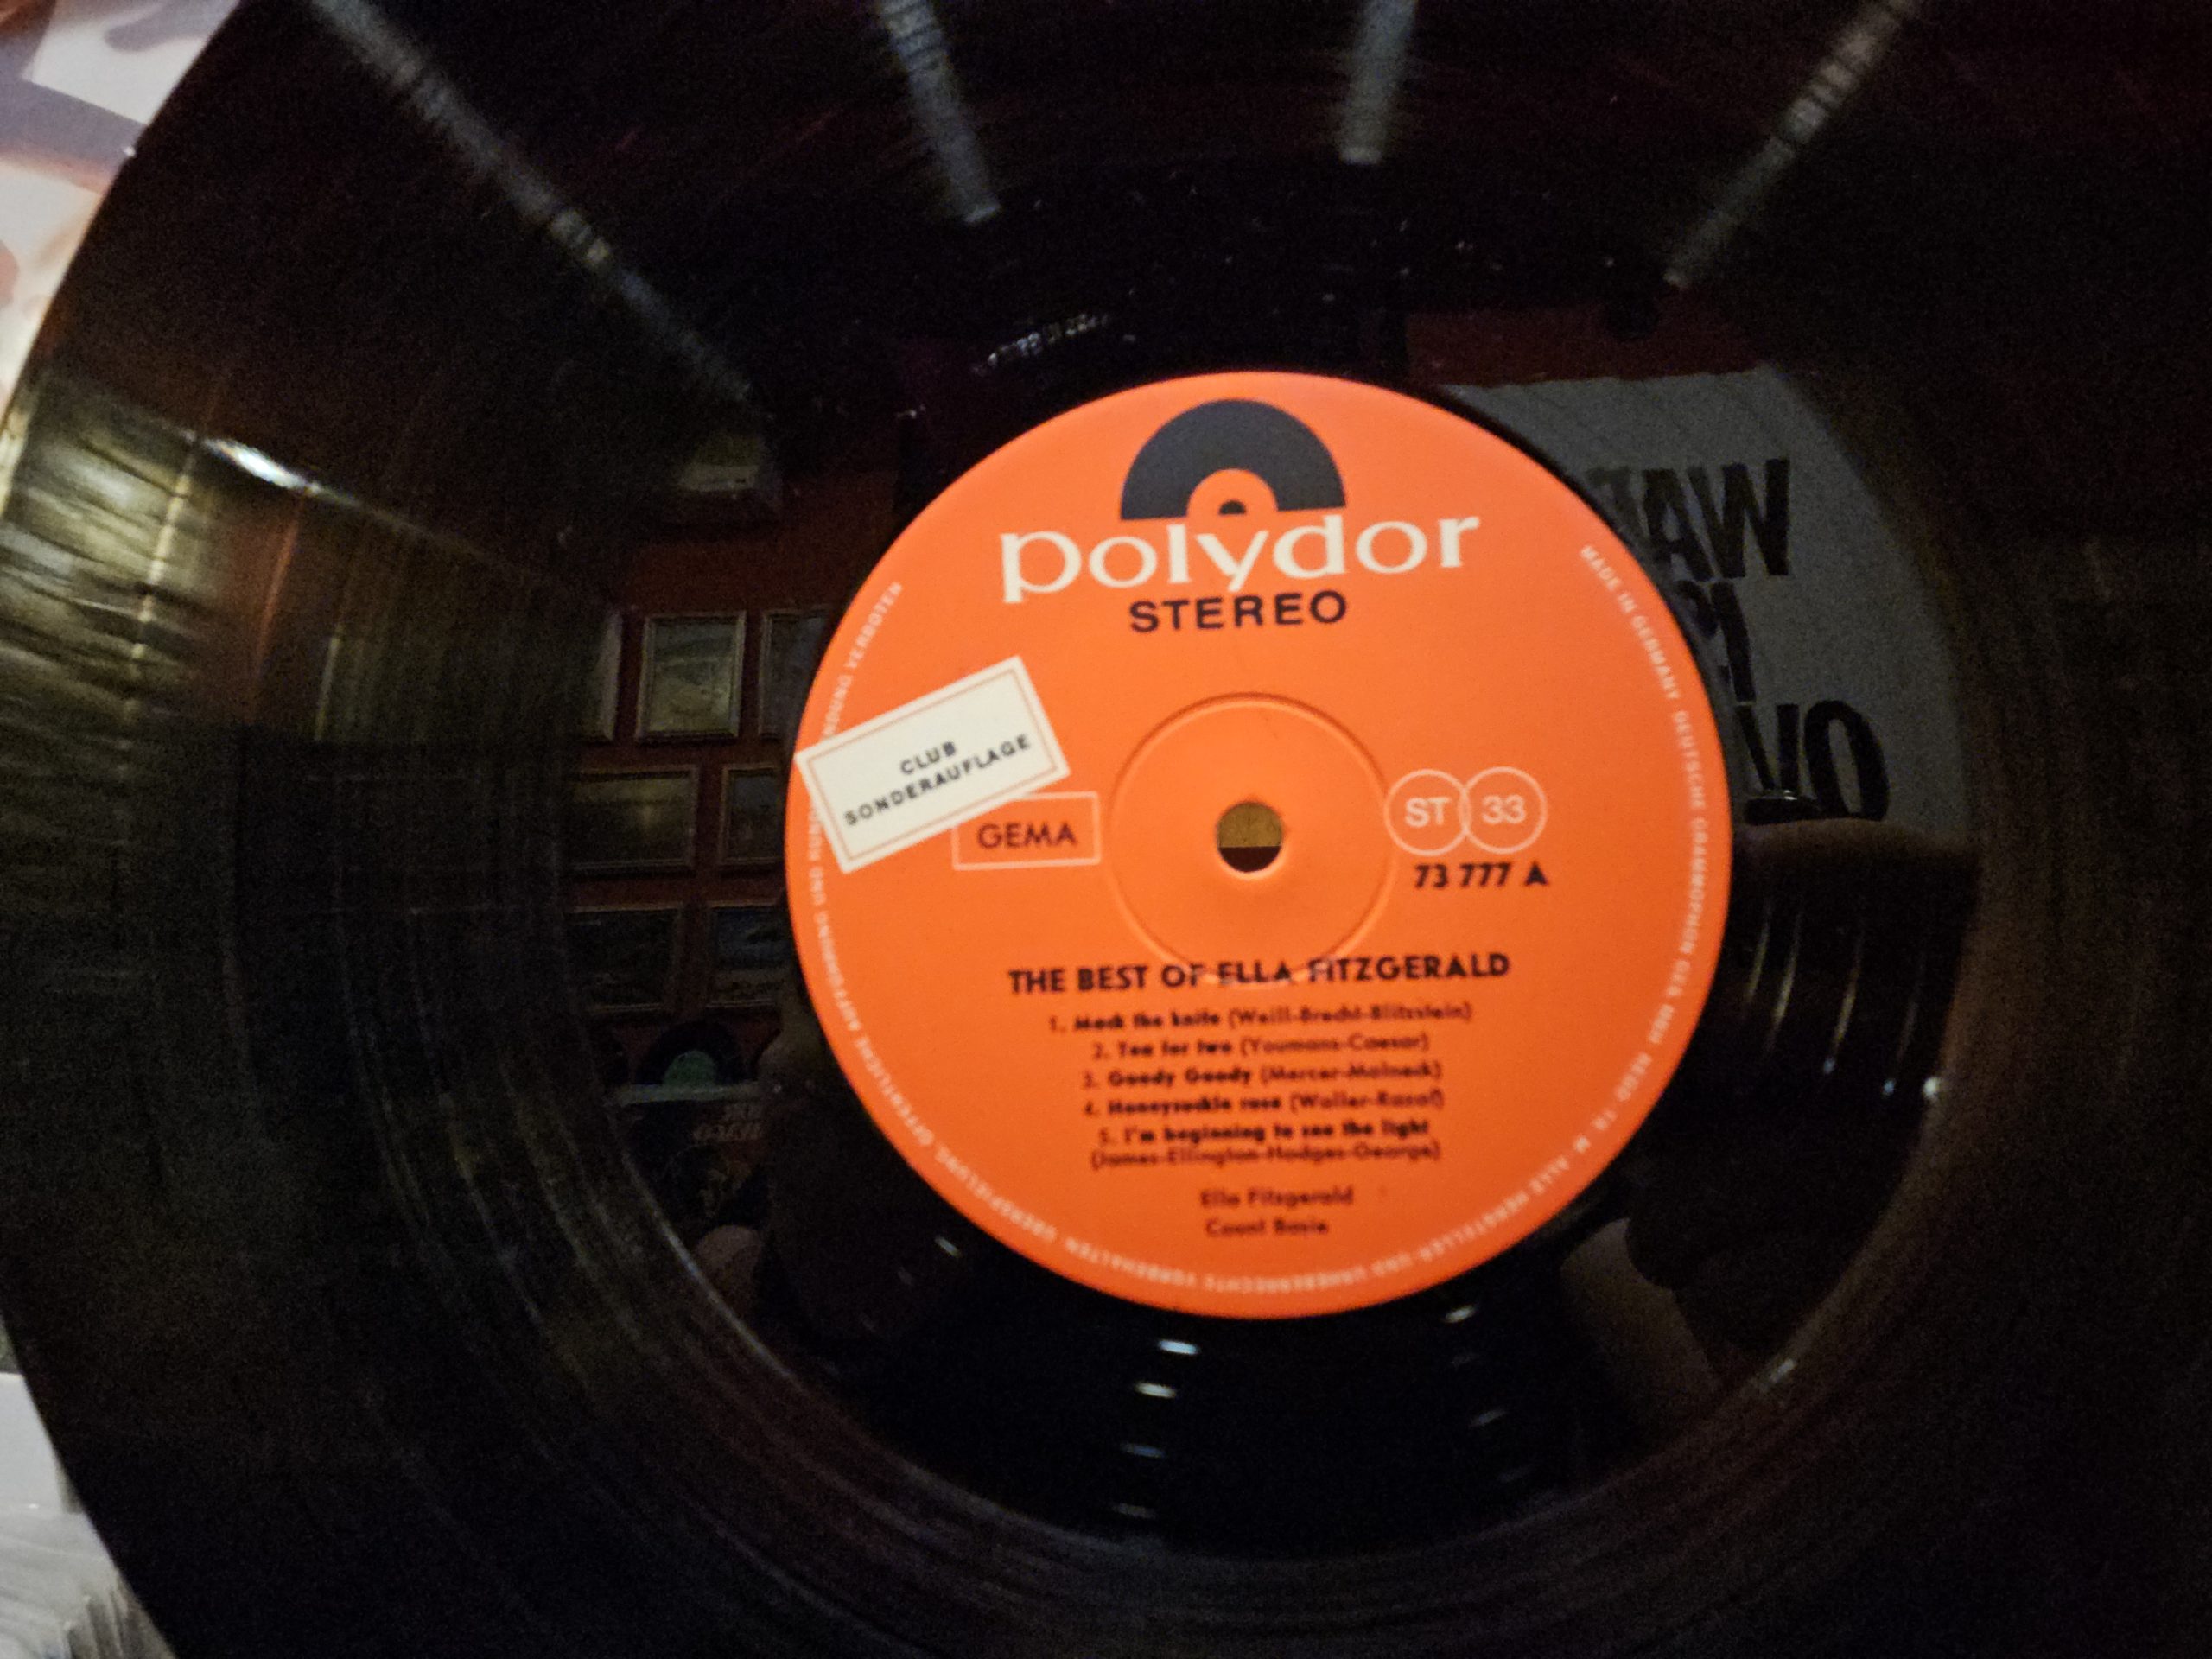 polydor
STEREO
CLUB
SONDERAUFLAGE
GEMA
ST 33
73 777 A
THE BEST OF ELLA FITZGERALD
1. Mack the knife (Weill-Brecht-Blitzstein)
2. Tea for two (Youmans-Caesar)
3. Goody Goody (Mercer-Malneck)
4. Honeysuckle rose (Waller-Razaf)
5. I'm beginning to see the light
(James-Ellington-Hodges-George)
Ella Fitzgerald
Count Basie
MADE IN GERMANY DEUTSCHE GRAMMOPHON